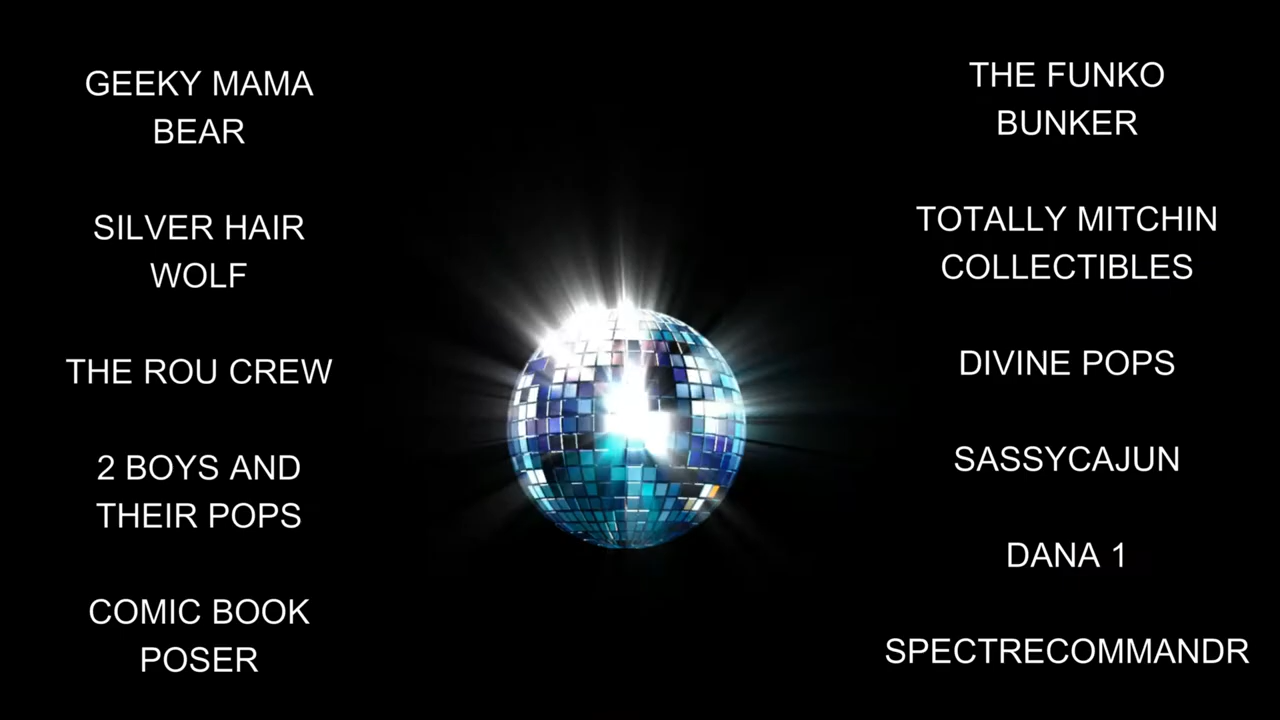 GEEKY MAMA
BEAR
SILVER HAIR
WOLF
THE ROU CREW
2 BOYS AND
THEIR POPS
COMIC BOOK
POSER
THE FUNKO
BUNKER
TOTALLY MITCHIN
COLLECTIBLES
DIVINE POPS
SASSYCAJUN
DANA 1
SPECTRECOMMANDR